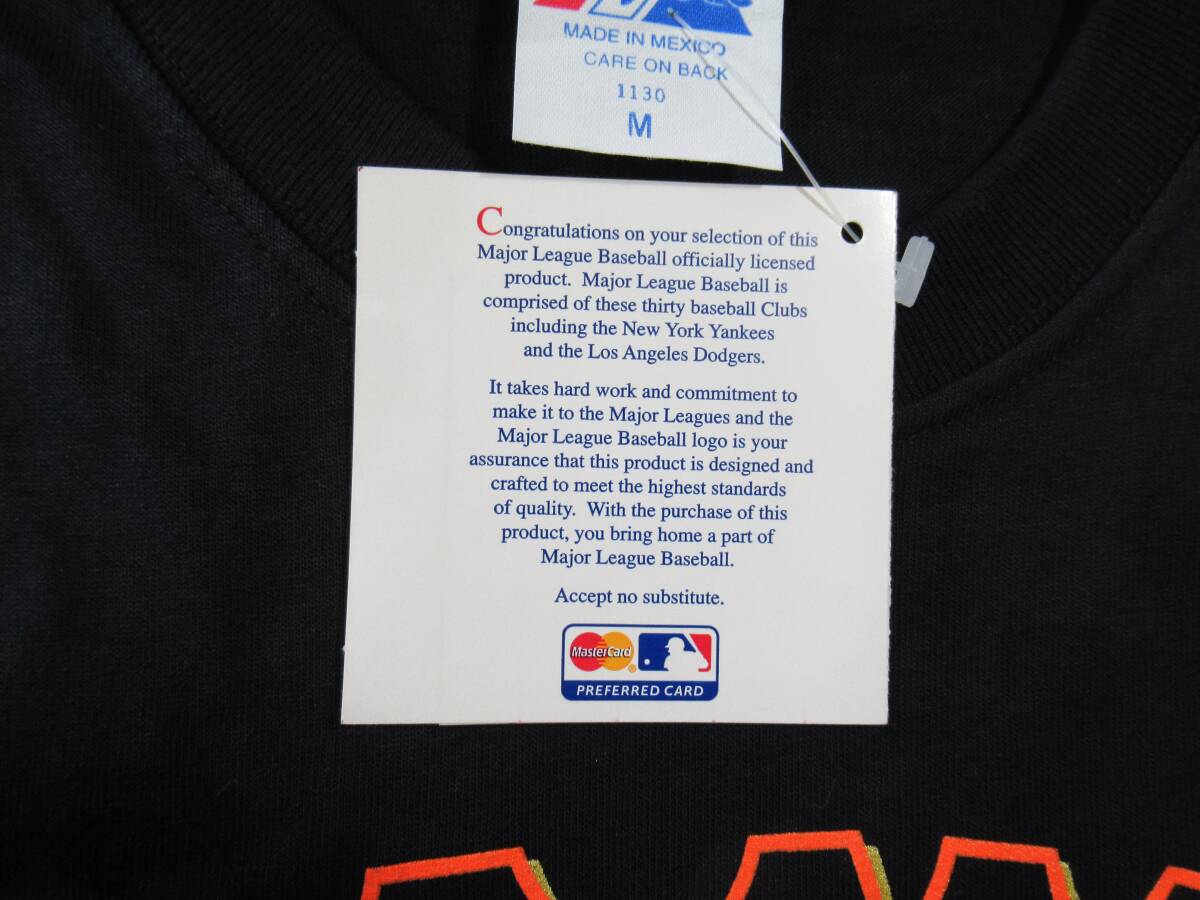 MADE IN MEXICO
CARE ON BACK
1130
M
Congratulations on your selection of this
Major League Baseball officially licensed
product. Major League Baseball is
comprised of these thirty baseball Clubs
including the New York Yankees
and the Los Angeles Dodgers.
It takes hard work and commitment to
make it to the Major Leagues and the
Major League Baseball logo is your
assurance that this product is designed and
crafted to meet the highest standards
of quality. With the purchase of this
product, you bring home a part of
Major League Baseball.
Accept no substitute.
MasterCard
PREFERRED CARD